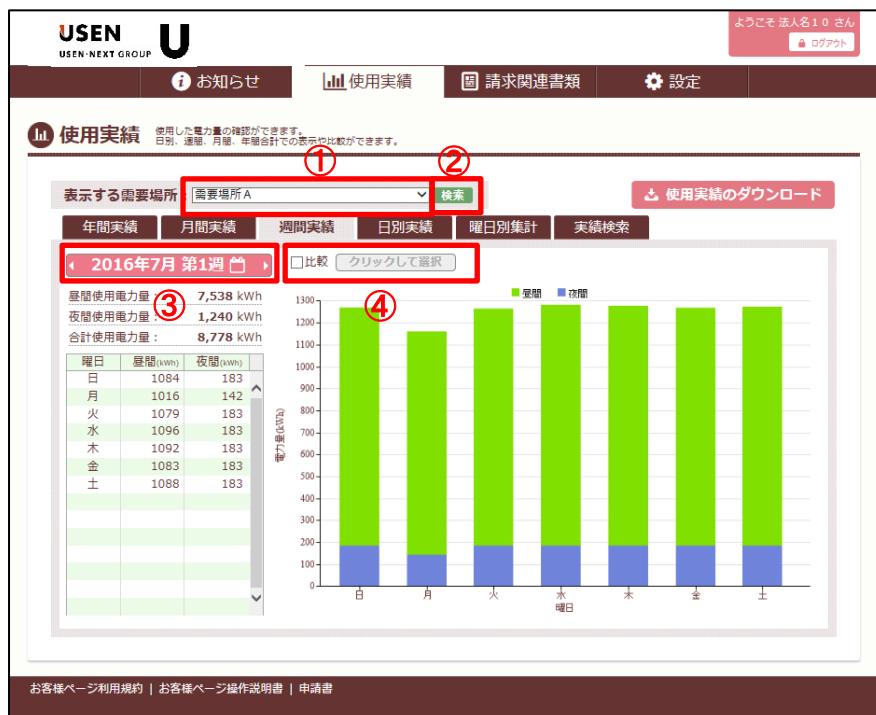 USEN
USEN-NEXT GROUP
U
ようこそ 法人名10 さん
ログアウト
お知らせ
使用実績
請求関連書類
設定
使用実績
使用した電力量の確認ができます。
日別、週間、月間、年間合計での表示や比較ができます。
① ②
表示する需要場所 : 需要場所A 検索
使用実績のダウンロード
年間実績 月間実績 週間実績 日別実績 曜日別集計 実績検索
2016年7月 第1週
比較 クリックして選択
③ ④
昼間使用電力量 : 7,538 kWh
夜間使用電力量 : 1,240 kWh
合計使用電力量 : 8,778 kWh
曜日 昼間(kWh) 夜間(kWh)
日 1084 183
月 1016 142
火 1079 183
水 1096 183
木 1092 183
金 1083 183
土 1088 183
昼間 夜間
1300
1200
1100
1000
900
800
700
600
500
400
300
200
100
0
電力量(kWh)
日 月 火 水 木 金 土
曜日
お客様ページ利用規約 | お客様ページ操作説明書 | 申請書